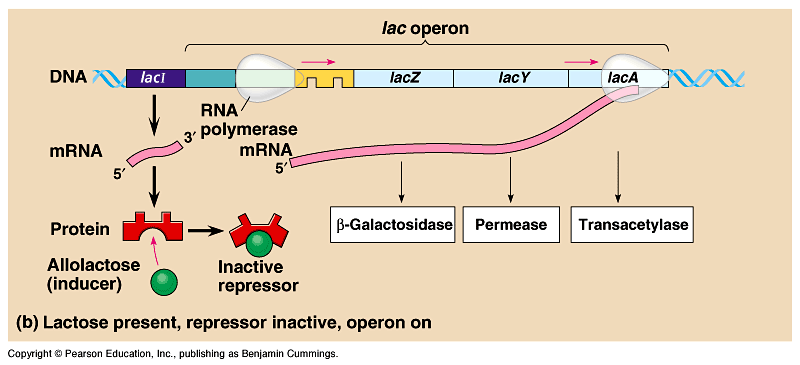 lac operon
DNA
lacI
lacZ
lacY
lacA
RNA
polymerase
mRNA
3′
5′
mRNA
5′
Protein
β-Galactosidase
Permease
Transacetylase
Allolactose
(inducer)
Inactive
repressor
(b) Lactose present, repressor inactive, operon on
Copyright © Pearson Education, Inc., publishing as Benjamin Cummings.